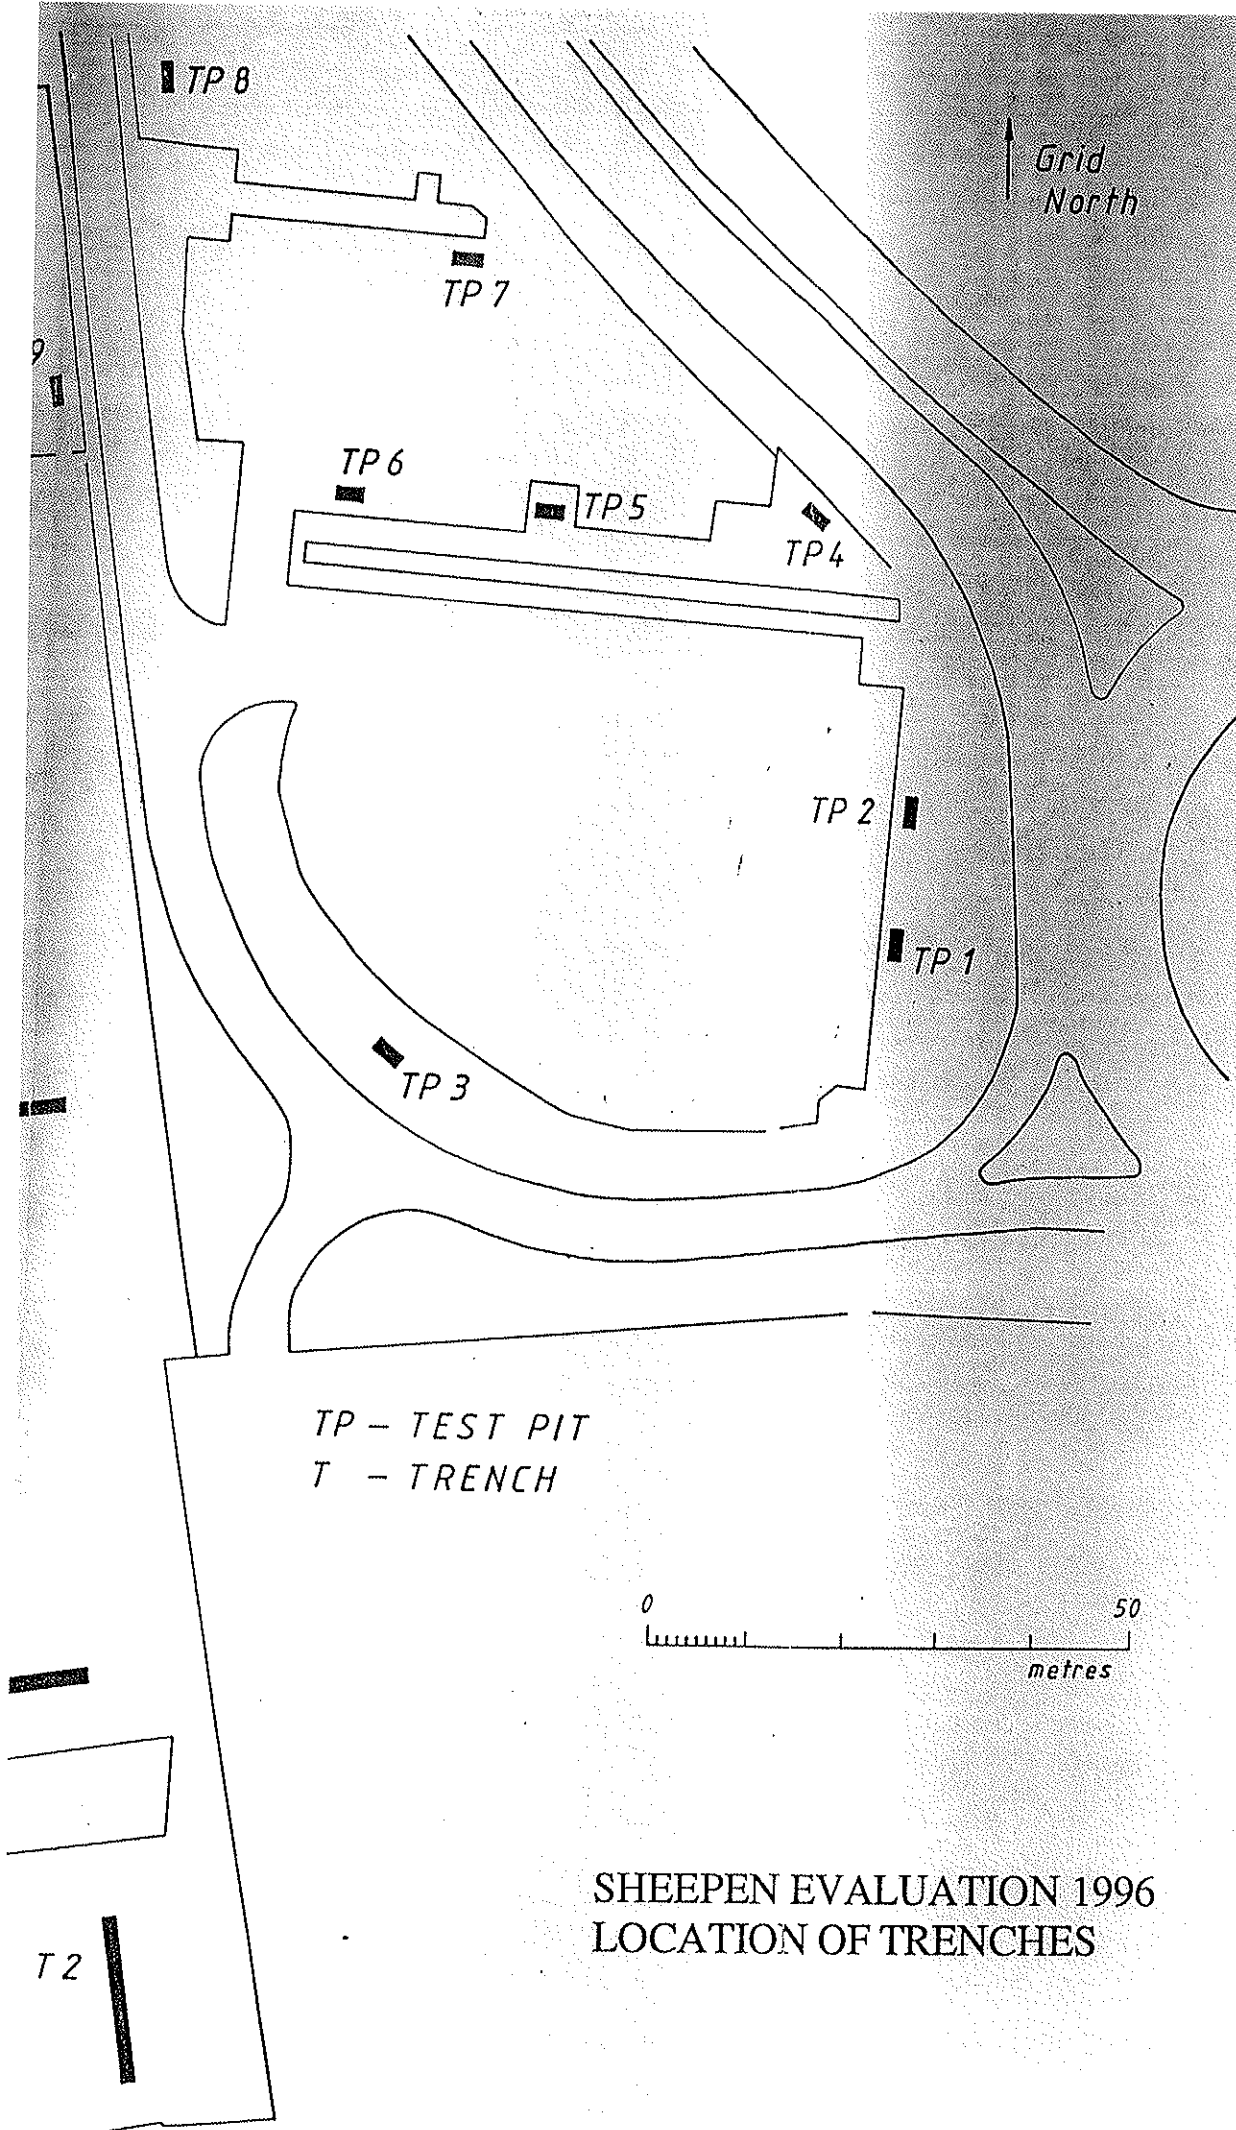 TP 8
Grid
North
TP 7
9
TP 6
TP 5
TP 4
TP 2
TP 1
TP 3
TP – TEST PIT
T – TRENCH
0 50
metres
SHEEPEN EVALUATION 1996
LOCATION OF TRENCHES
T 2